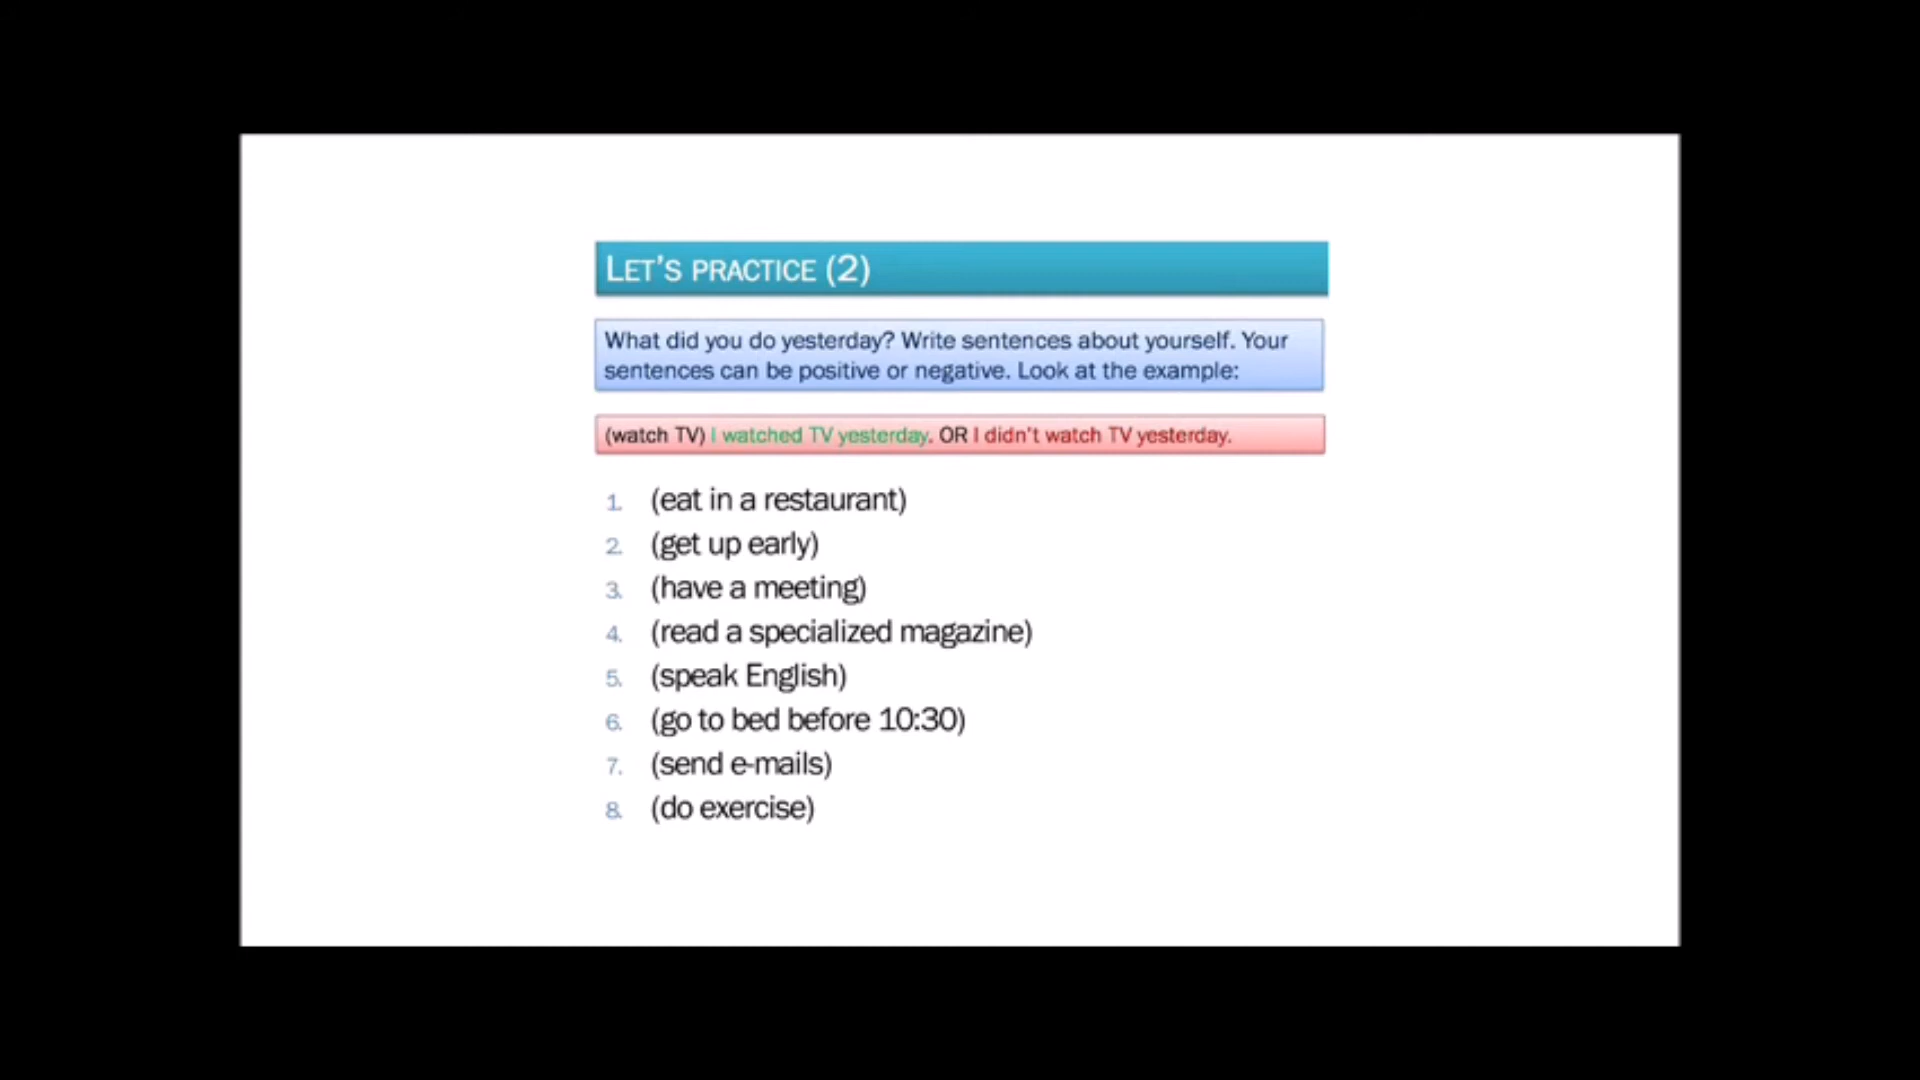 LET'S PRACTICE (2)
What did you do yesterday? Write sentences about yourself. Your
sentences can be positive or negative. Look at the example:
(watch TV) I watched TV yesterday. OR I didn't watch TV yesterday.
1. (eat in a restaurant)
2. (get up early)
3. (have a meeting)
4. (read a specialized magazine)
5. (speak English)
6. (go to bed before 10:30)
7. (send e-mails)
8. (do exercise)